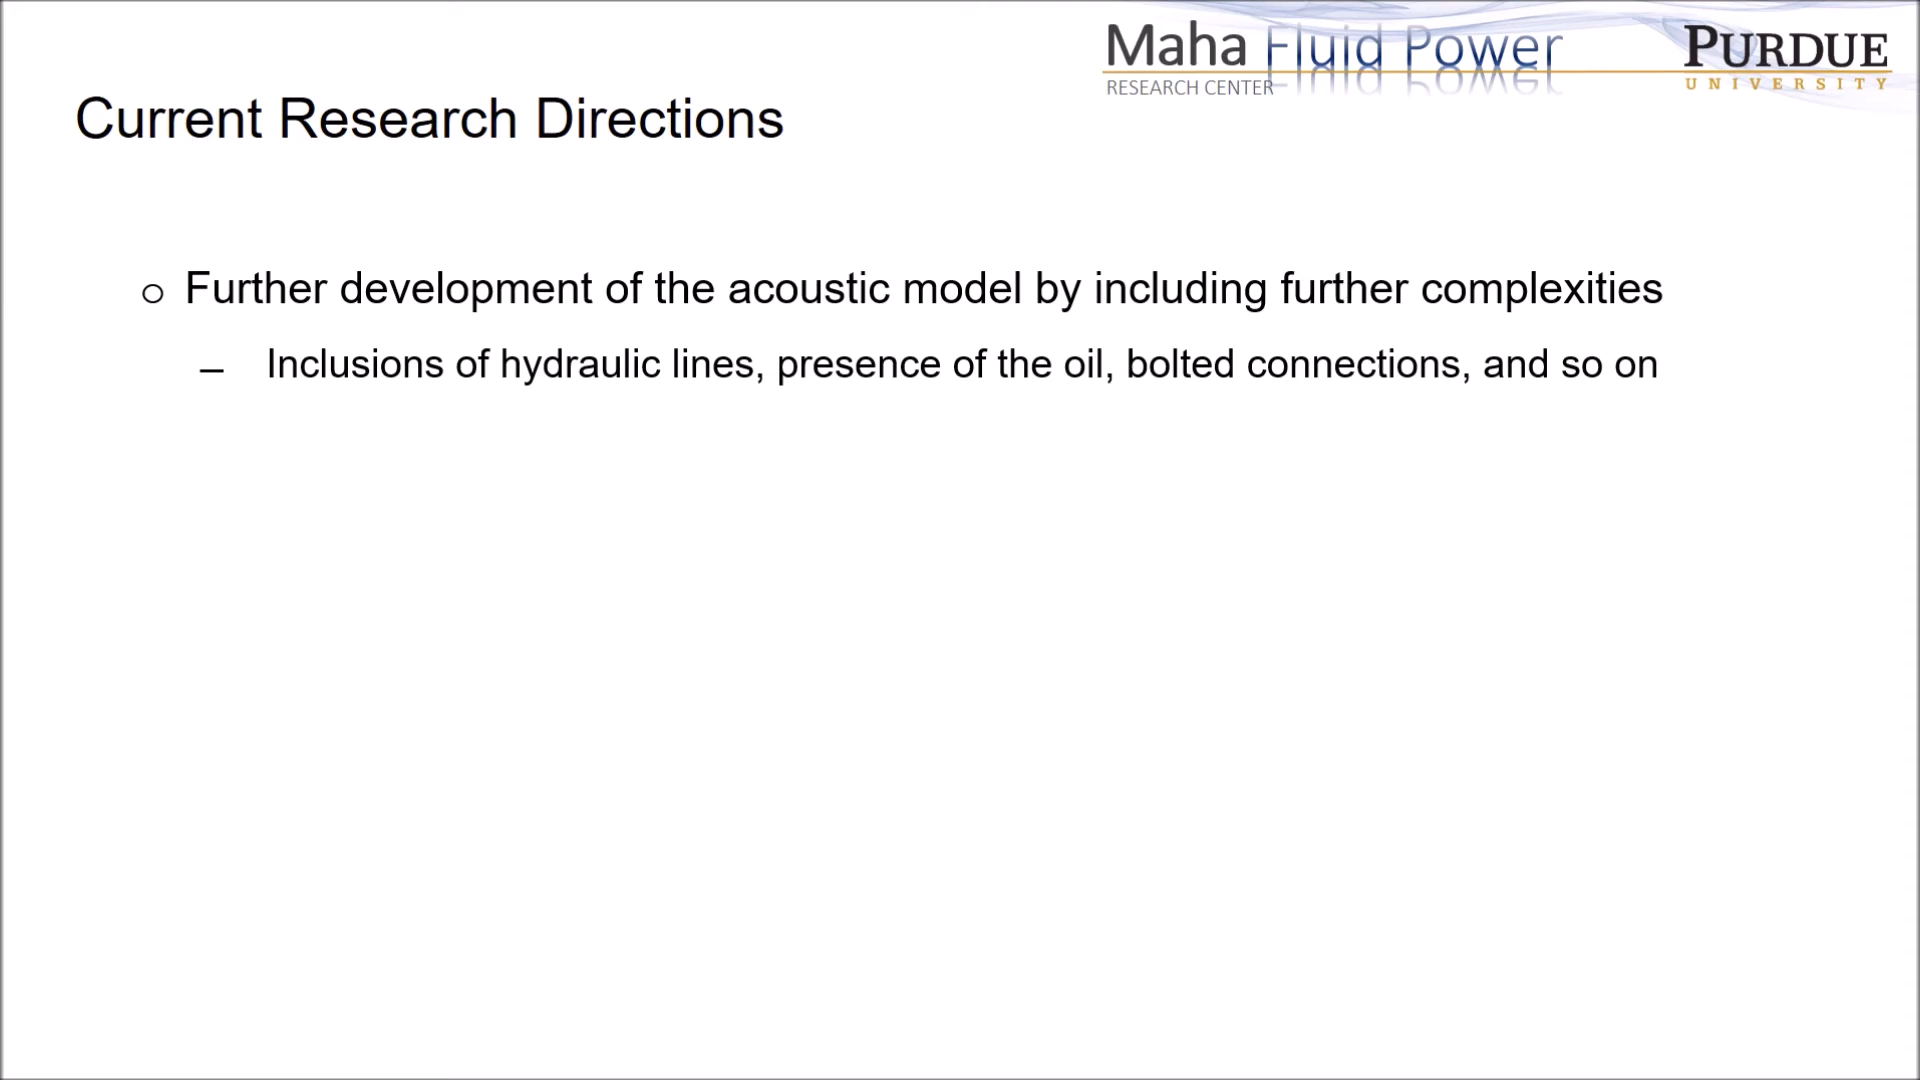 Maha Fluid Power
RESEARCH CENTER
PURDUE
UNIVERSITY
Current Research Directions
o Further development of the acoustic model by including further complexities
– Inclusions of hydraulic lines, presence of the oil, bolted connections, and so on